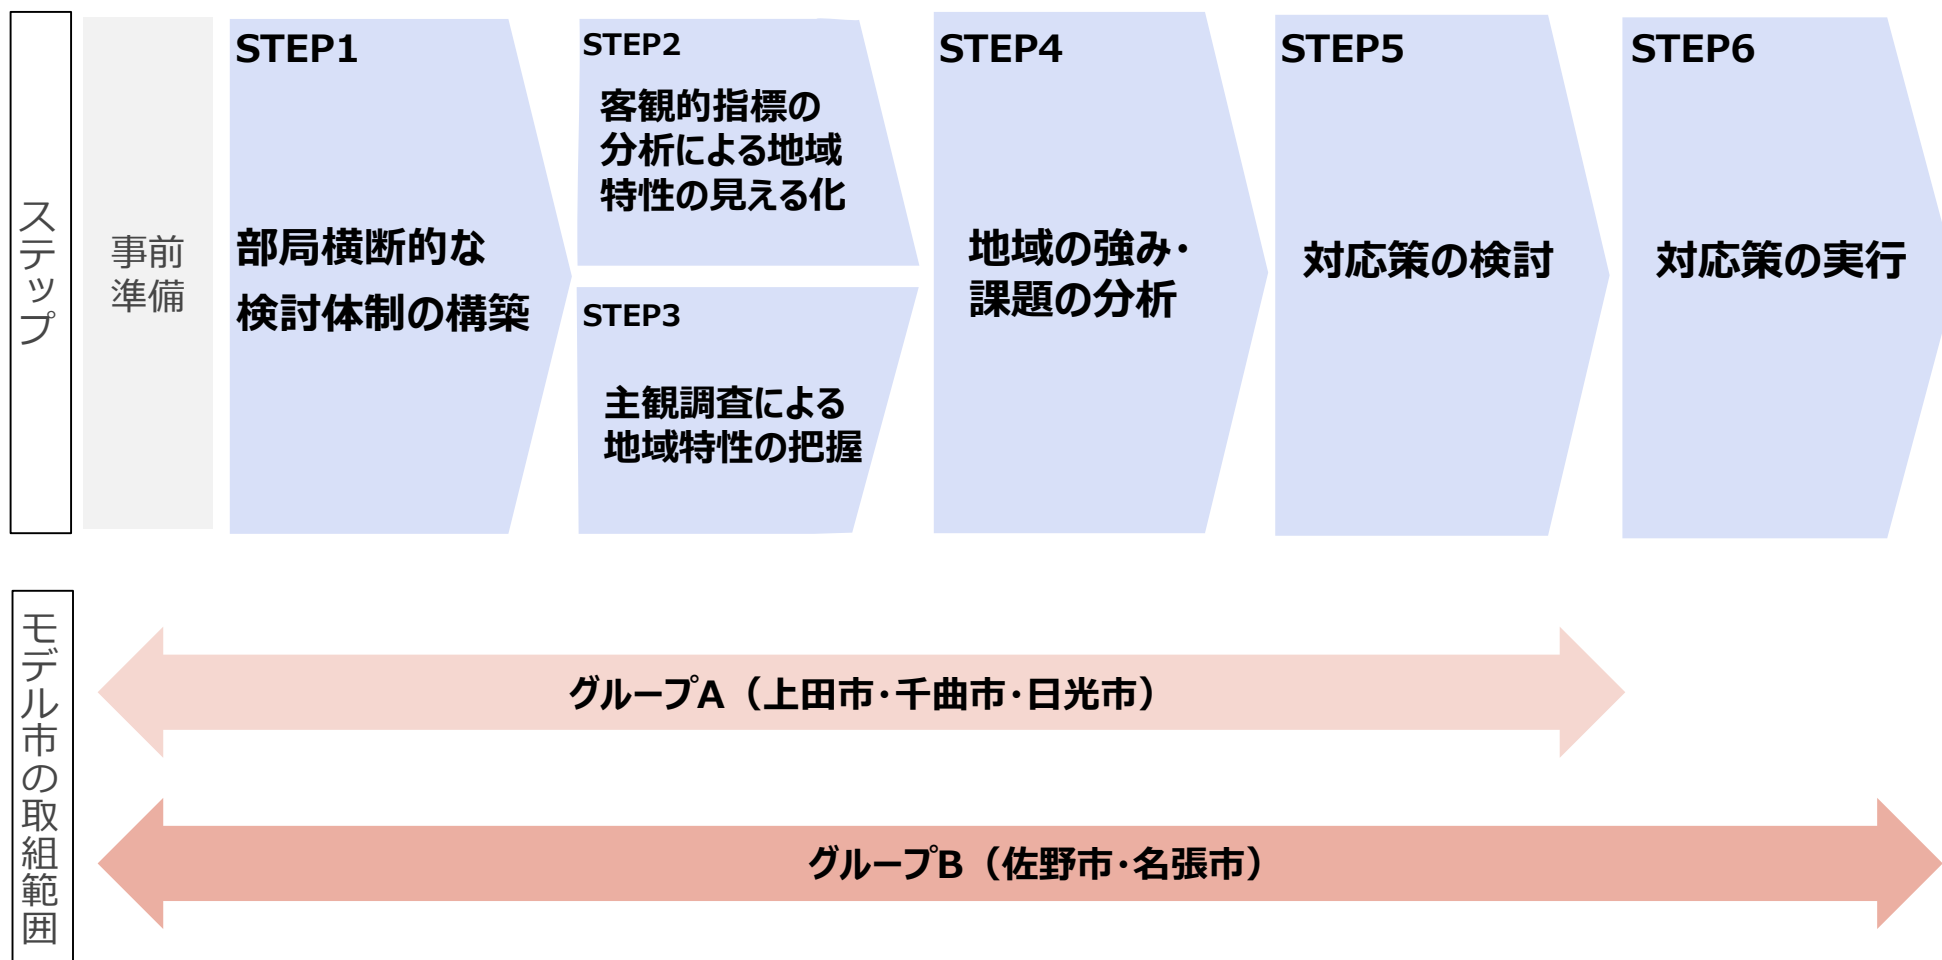 ステップ
事前
準備
STEP1
部局横断的な
検討体制の構築
STEP2
客観的指標の
分析による地域
特性の見える化
STEP3
主観調査による
地域特性の把握
STEP4
地域の強み・
課題の分析
STEP5
対応策の検討
STEP6
対応策の実行
モデル市の取組範囲
グループA（上田市・千曲市・日光市）
グループB（佐野市・名張市）